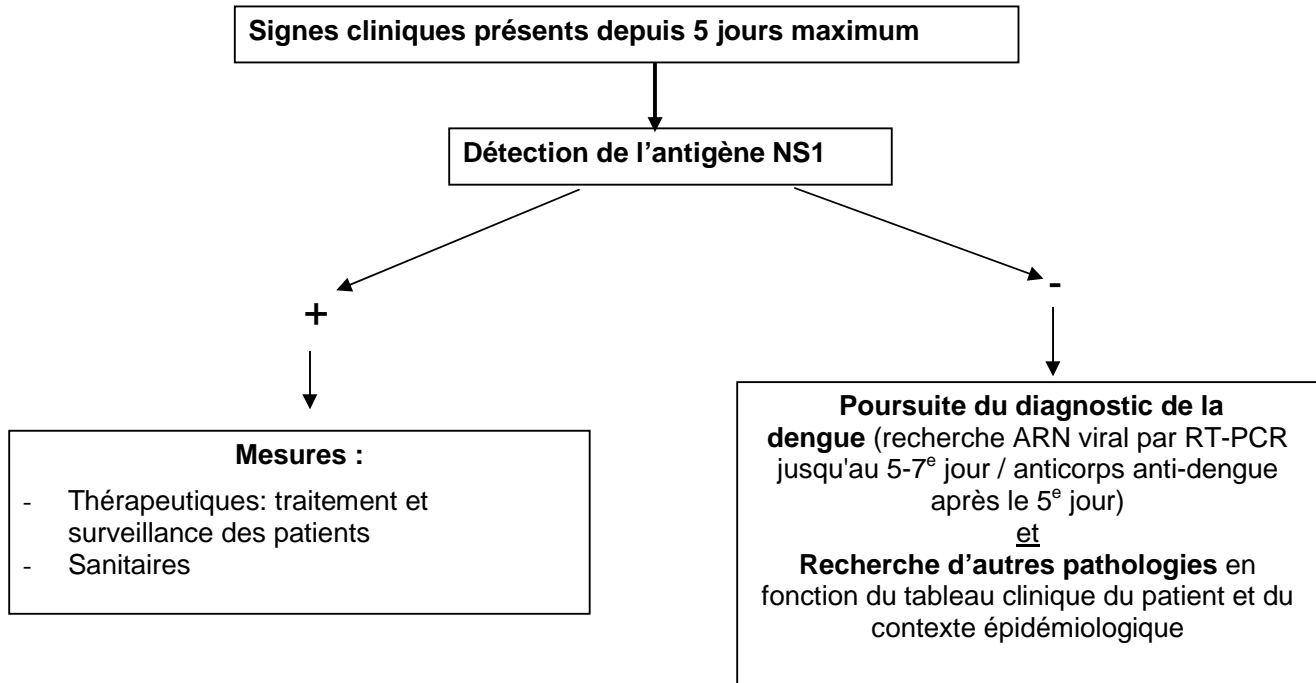 Signes cliniques présents depuis 5 jours maximum
Détection de l’antigène NS1
+
-
Mesures :
- Thérapeutiques: traitement et
surveillance des patients
- Sanitaires
Poursuite du diagnostic de la
dengue (recherche ARN viral par RT-PCR
jusqu'au 5-7e jour / anticorps anti-dengue
après le 5e jour)
et
Recherche d’autres pathologies en
fonction du tableau clinique du patient et du
contexte épidémiologique